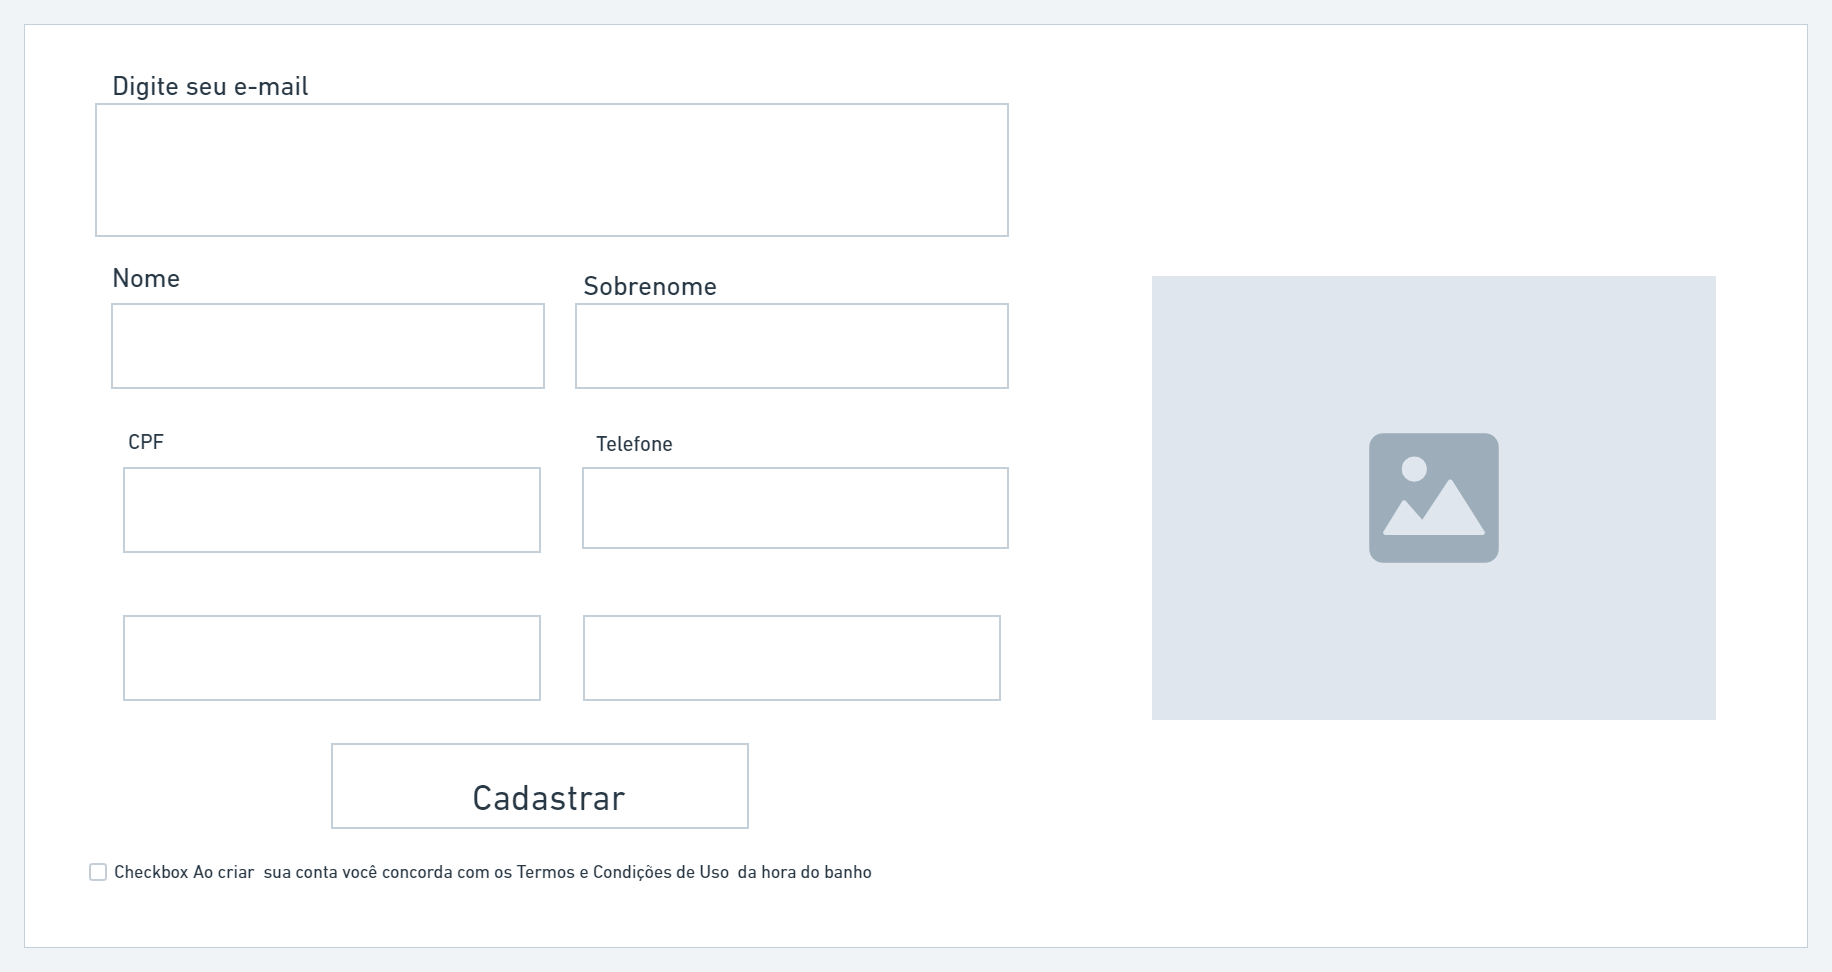 Digite seu e-mail
Nome
Sobrenome
CPF
Telefone
Cadastrar
Checkbox Ao criar  sua conta você concorda com os Termos e Condições de Uso  da hora do banho